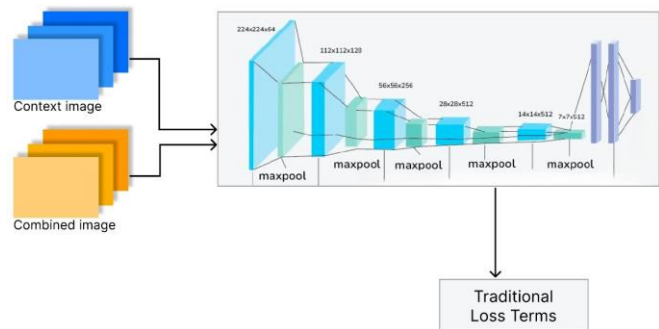 Context image
Combined image
224x224x64
112x112x128
56x56x256
28x28x512
14x14x512
7x7x512
maxpool
maxpool
maxpool
maxpool
maxpool
Traditional
Loss Terms